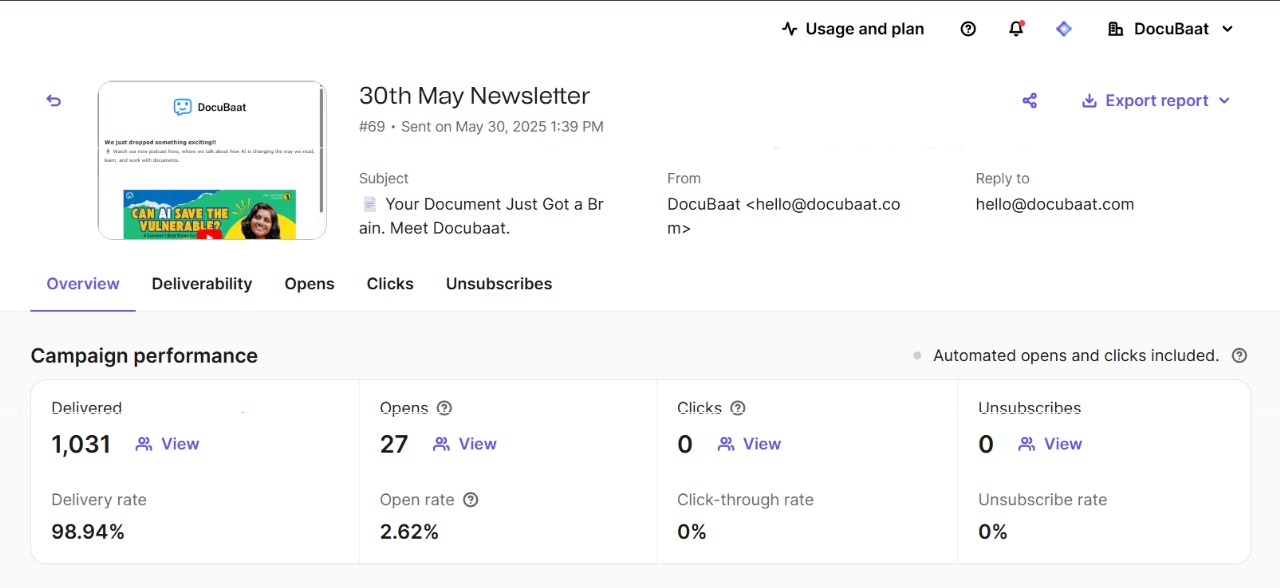 Usage and plan
DocuBaat
DocuBaat
We just dropped something exciting!!
Watch our new podcast here, where we talk about how AI is changing the way we read,
learn, and work with documents.
CAN AI SAVE THE
VULNERABLE?
30th May Newsletter
#69 • Sent on May 30, 2025 1:39 PM
Export report
Subject
📄 Your Document Just Got a Br
ain. Meet Docubaat.
From
DocuBaat <hello@docubaat.co
m>
Reply to
hello@docubaat.com
Overview
Deliverability
Opens
Clicks
Unsubscribes
Campaign performance
Automated opens and clicks included.
Delivered
1,031 View
Delivery rate
98.94%
Opens
27 View
Open rate
2.62%
Clicks
0 View
Click-through rate
0%
Unsubscribes
0 View
Unsubscribe rate
0%